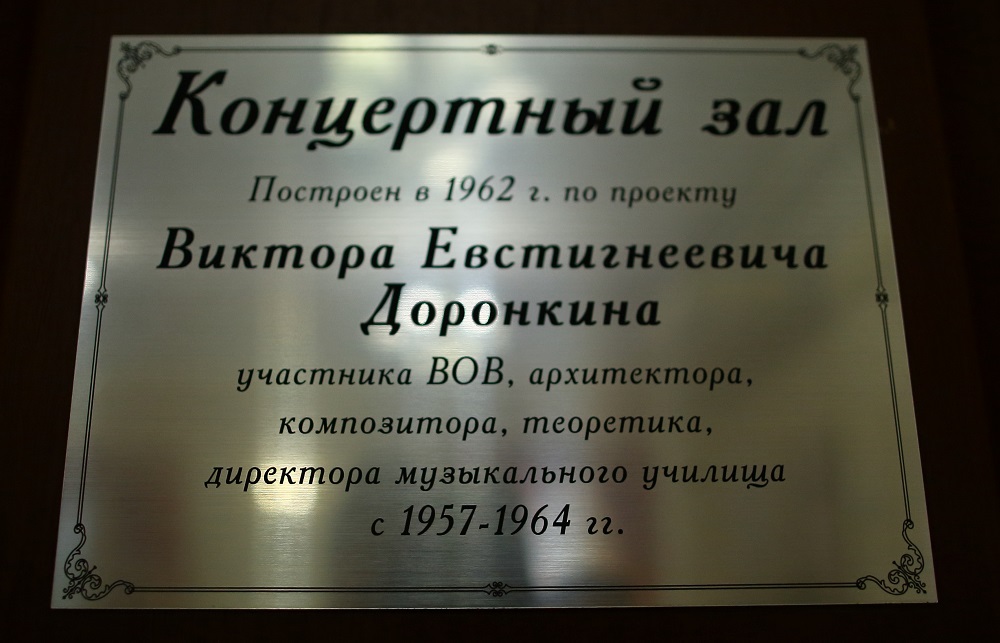 Концертный зал
Построен в 1962 г. по проекту
Виктора Евстигнеевича
Доронкина
участника ВОВ, архитектора,
композитора, теоретика,
директора музыкального училища
с 1957-1964 гг.